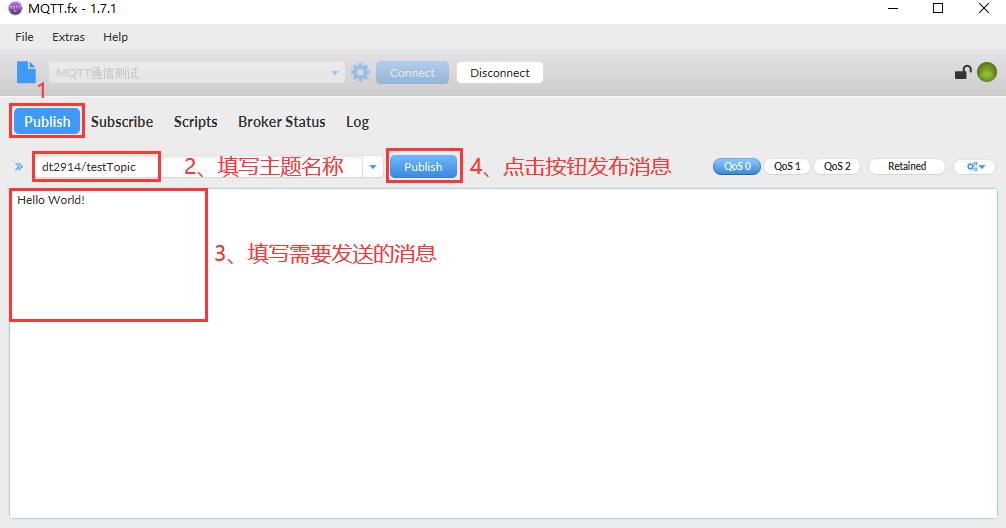 MQTT.fx - 1.7.1
File Extras Help
MQTT通信测试 Connect Disconnect
1
Publish Subscribe Scripts Broker Status Log
dt2914/testTopic 2、填写主题名称 Publish 4、点击按钮发布消息 QoS 0 QoS 1 QoS 2 Retained
Hello World!
3、填写需要发送的消息